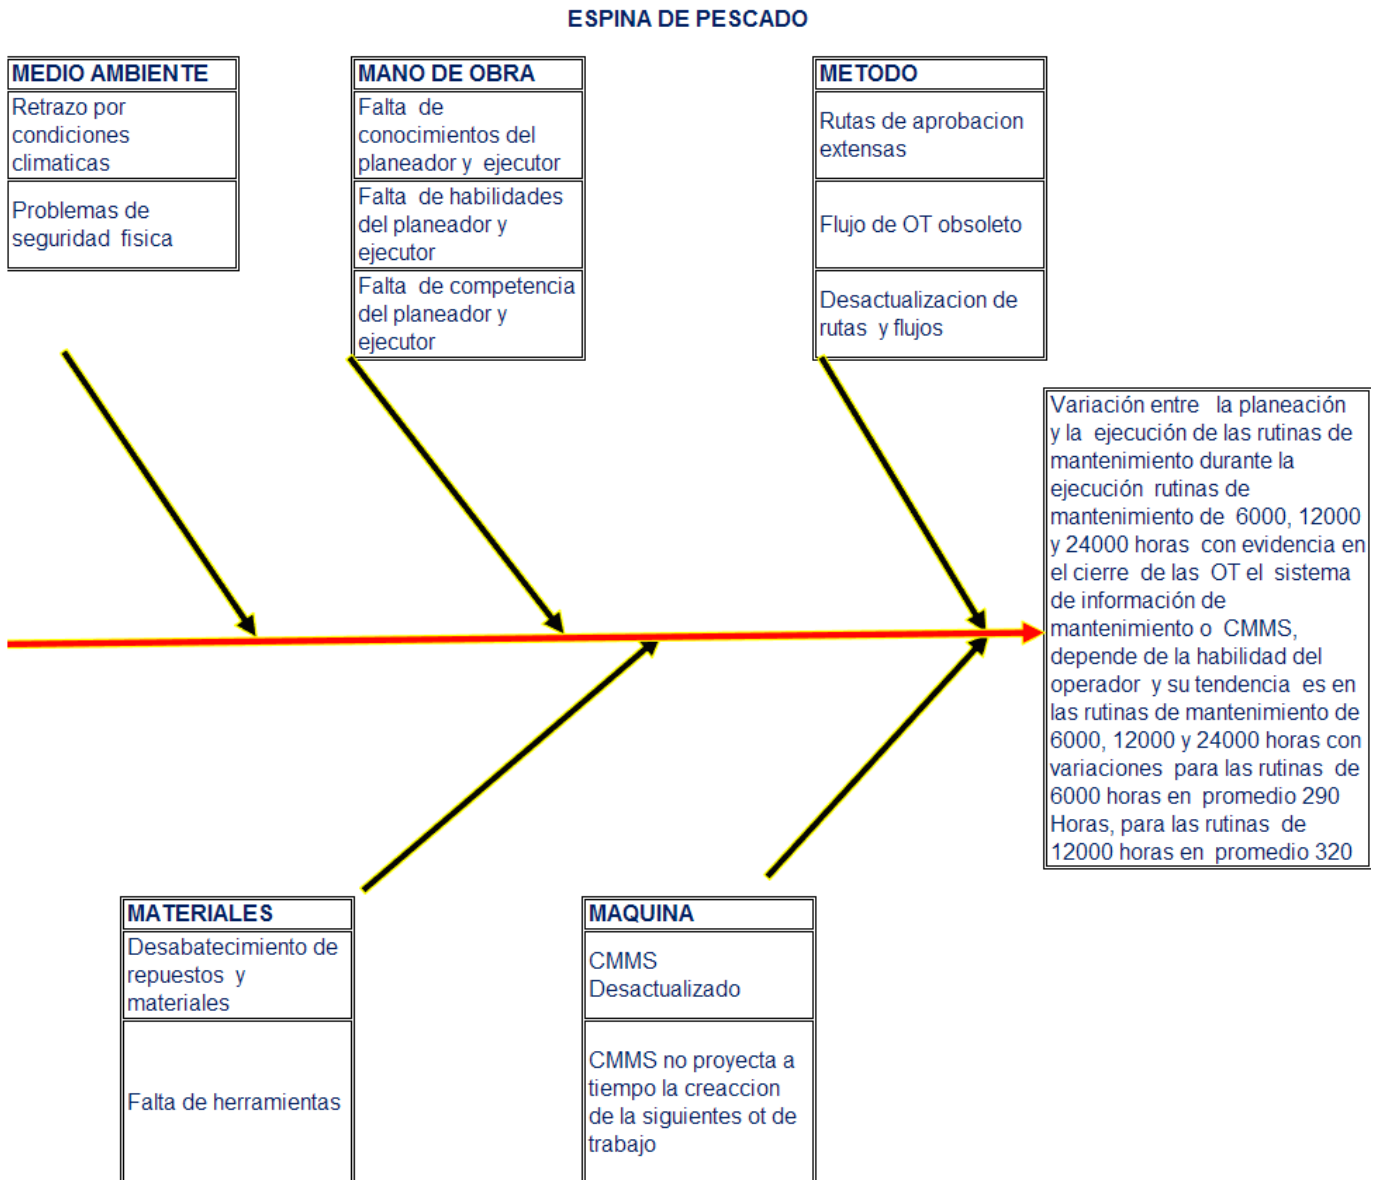 ESPINA DE PESCADO
MEDIO AMBIENTE
Retrazo por
condiciones
climaticas
Problemas de
seguridad fisica
MANO DE OBRA
Falta de
conocimientos del
planeador y ejecutor
Falta de habilidades
del planeador y
ejecutor
Falta de competencia
del planeador y
ejecutor
METODO
Rutas de aprobacion
extensas
Flujo de OT obsoleto
Desactualizacion de
rutas y flujos
Variación entre la planeación
y la ejecución de las rutinas de
mantenimiento durante la
ejecución rutinas de
mantenimiento de 6000, 12000
y 24000 horas con evidencia en
el cierre de las OT el sistema
de información de
mantenimiento o CMMS,
depende de la habilidad del
operador y su tendencia es en
las rutinas de mantenimiento de
6000, 12000 y 24000 horas con
variaciones para las rutinas de
6000 horas en promedio 290
Horas, para las rutinas de
12000 horas en promedio 320
MATERIALES
Desabatecimiento de
repuestos y
materiales
Falta de herramientas
MAQUINA
CMMS
Desactualizado
CMMS no proyecta a
tiempo la creaccion
de la siguientes ot de
trabajo